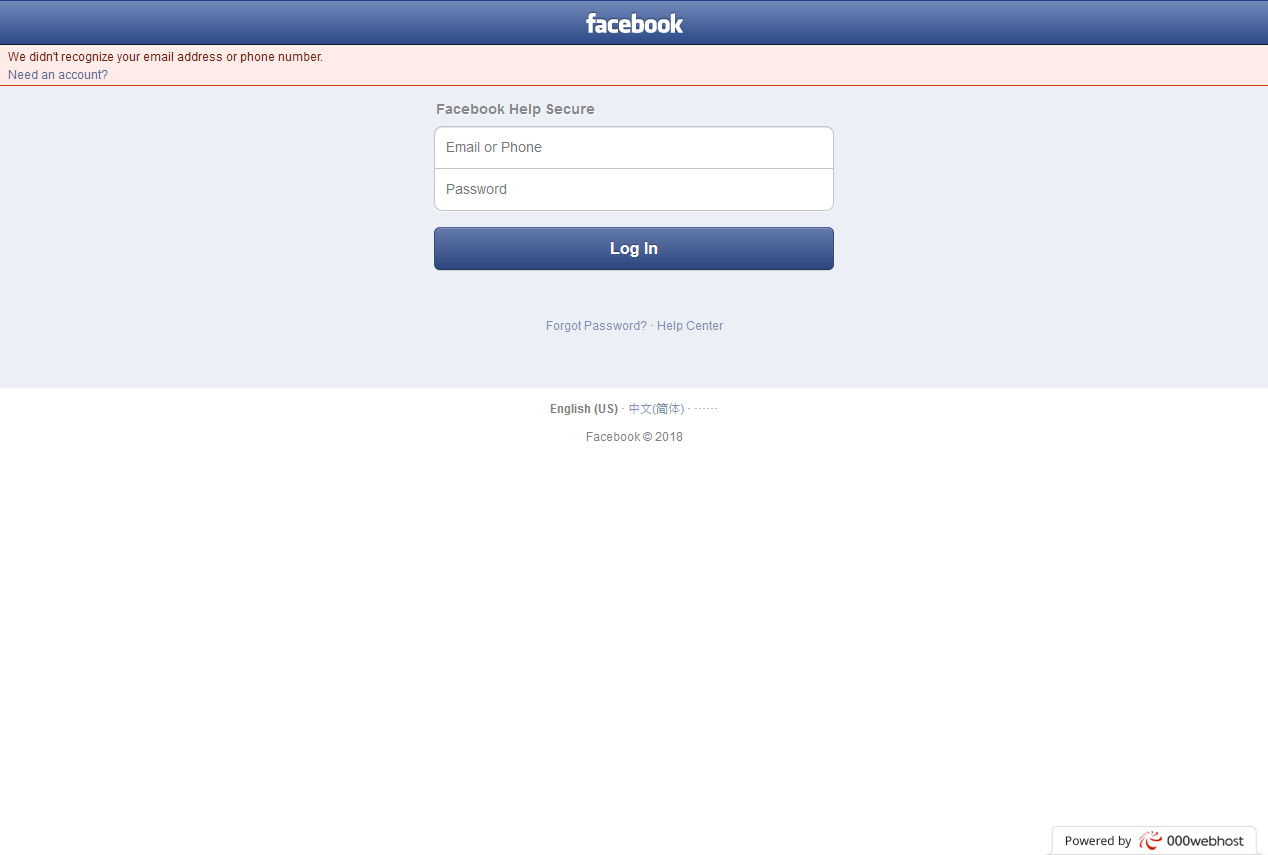 facebook
We didn't recognize your email address or phone number.
Need an account?
Facebook Help Secure
Email or Phone
Password
Log In
Forgot Password? · Help Center
English (US) · 中文(简体) · ⋯⋯
Facebook © 2018
Powered by 000webhost